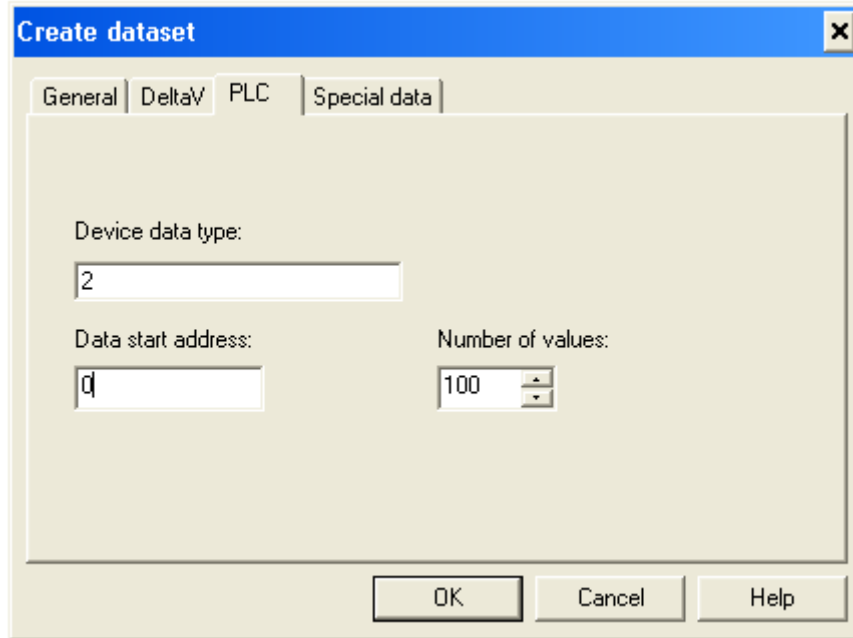 Create dataset
General DeltaV PLC Special data
Device data type:
2
Data start address: Number of values:
0 100
OK Cancel Help